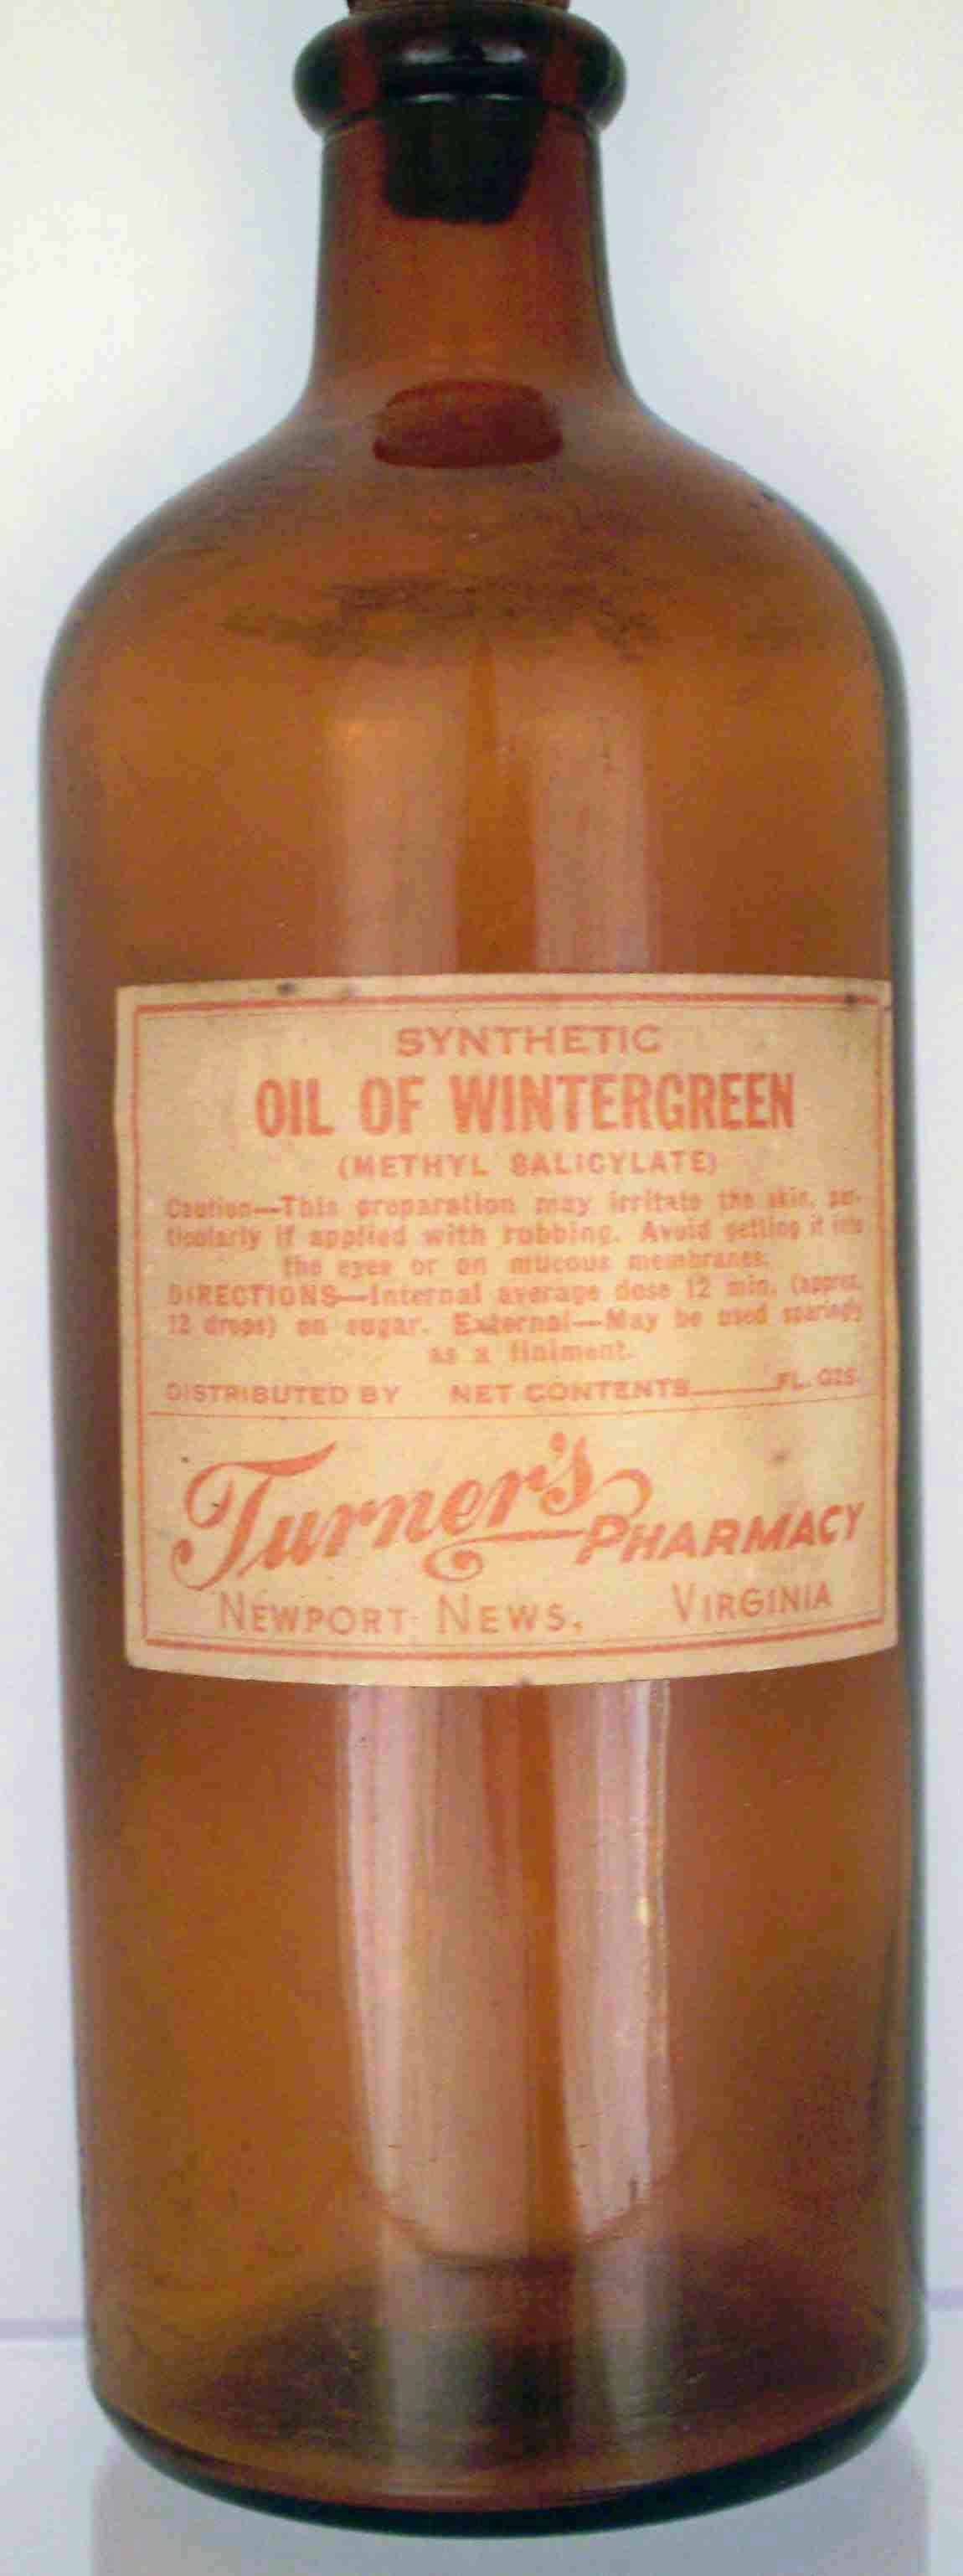 SYNTHETIC
OIL OF WINTERGREEN
(METHYL SALICYLATE)
Caution—This preparation may irritate the skin, par-
ticularly if applied with rubbing. Avoid getting it into
the eyes or on mucous membranes.
DIRECTIONS—Internal average dose 12 min. (approx.
12 drops) on sugar. External—May be used sparingly
as a liniment.
DISTRIBUTED BY NET CONTENTS____FL. OZS.
Turner's PHARMACY
NEWPORT NEWS, VIRGINIA